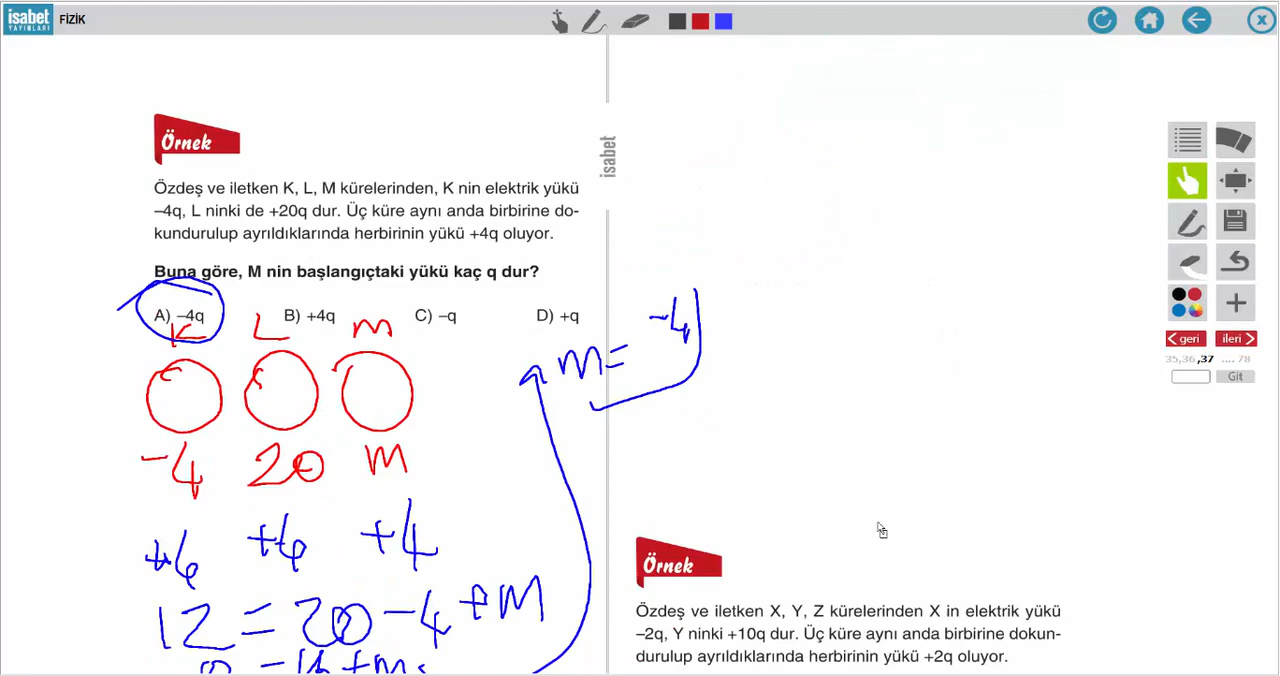 isabet
YAYINLARI
FİZİK
Örnek
Özdeş ve iletken K, L, M kürelerinden, K nin elektrik yükü
–4q, L ninki de +20q dur. Üç küre aynı anda birbirine do-
kundurulup ayrıldıklarında herbirinin yükü +4q oluyor.
Buna göre, M nin başlangıçtaki yükü kaç q dur?
A) –4q B) +4q C) –q D) +q
K L M
-4 20 M
+4 +4 +4
12 = 20 -4 +M
M = -4
isabet
Örnek
Özdeş ve iletken X, Y, Z kürelerinden X in elektrik yükü
–2q, Y ninki +10q dur. Üç küre aynı anda birbirine dokun-
durulup ayrıldıklarında herbirinin yükü +2q oluyor.
geri ileri
35,36,37 .... 78
Git